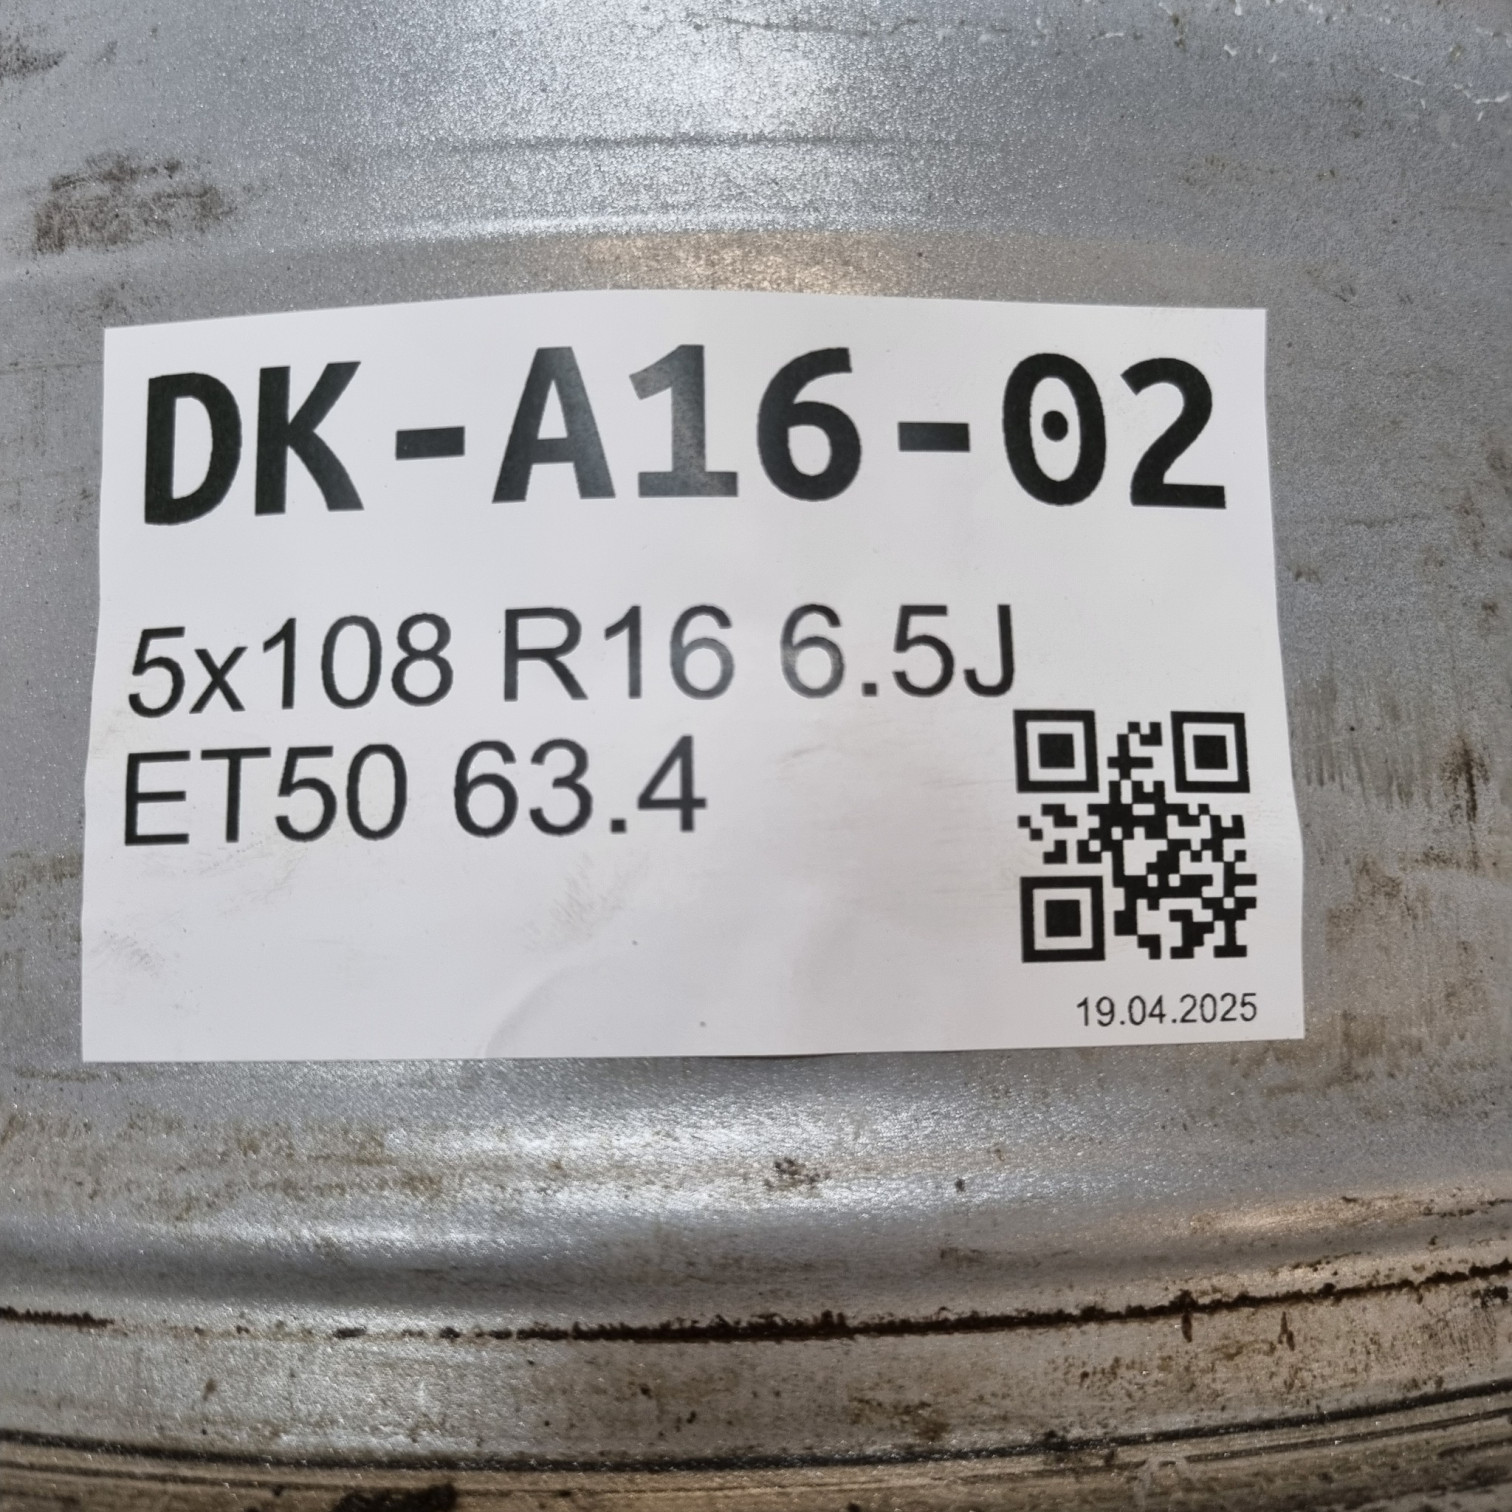 DK-A16-02
5x108 R16 6.5J
ET50 63.4
19.04.2025